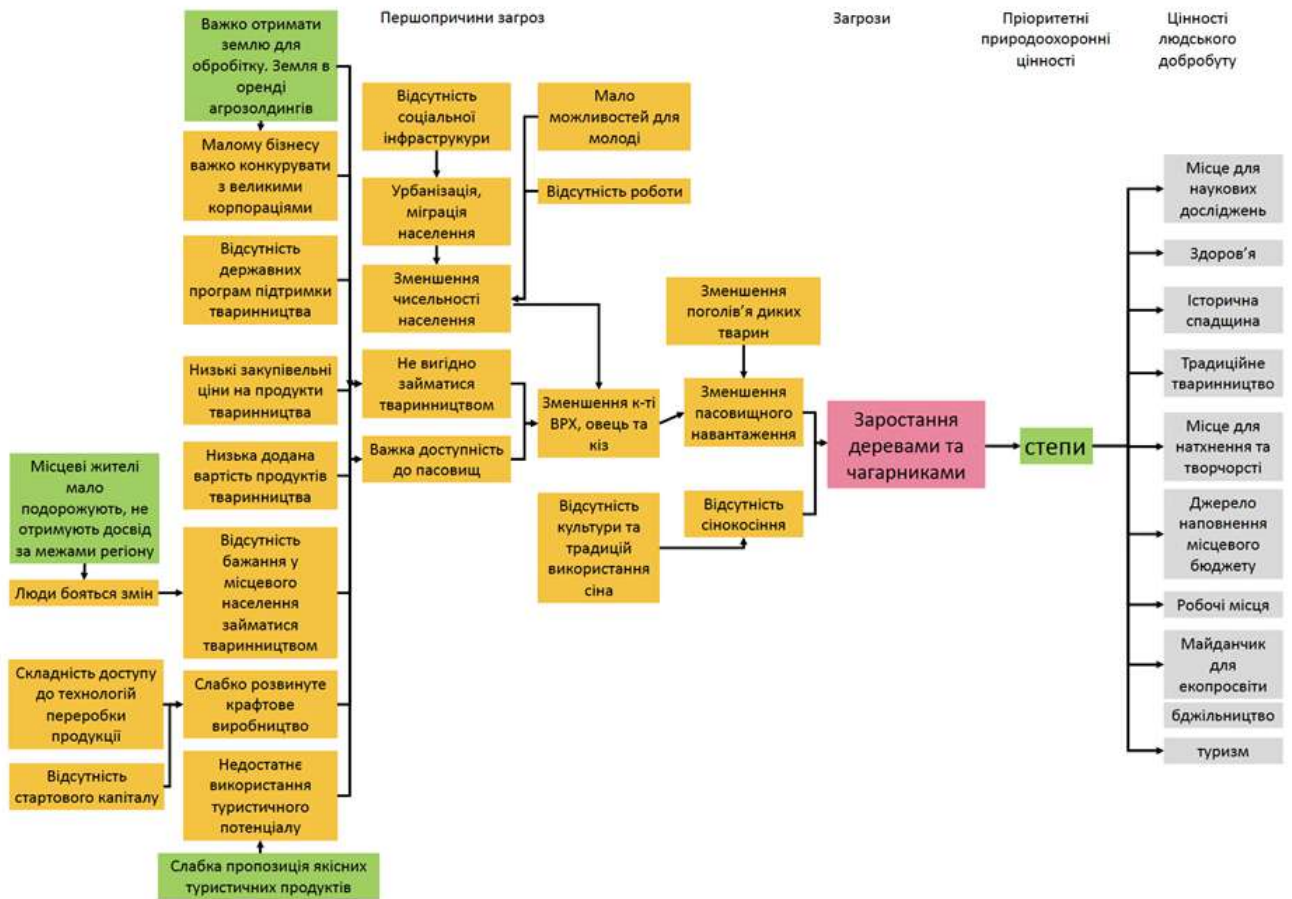 Першопричини загроз
Загрози
Пріоритетні
природоохоронні
цінності
Цінності
людського
добробуту
Важко отримати
землю для
обробітку. Земля в
оренді
агрозолдингів
Малому бізнесу
важко конкурувати
з великими
корпораціями
Відсутність
державних
програм підтримки
тваринництва
Низькі закупівельні
ціни на продукти
тваринництва
Низька додана
вартість продуктів
тваринництва
Місцеві жителі
мало
подорожують, не
отримують досвід
за межами регіону
Люди бояться змін
Відсутність
бажання у
місцевого
населення
займатися
тваринництвом
Складність доступу
до технологій
переробки
продукції
Відсутність
стартового капіталу
Слабко розвинуте
крафтове
виробництво
Недостатнє
використання
туристичного
потенціалу
Слабка пропозиція якісних
туристичних продуктів
Відсутність
соціальної
інфраструкури
Урбанізація,
міграція
населення
Зменшення
чисельності
населення
Мало
можливостей для
молоді
Відсутність роботи
Не вигідно
займатися
тваринництвом
Важка доступність
до пасовищ
Зменшення к-ті
ВРХ, овець та
кіз
Відсутність
культури та
традицій
використання
сіна
Зменшення
поголів’я диких
тварин
Зменшення
пасовищного
навантаження
Відсутність
сінокосіння
Заростання
деревами та
чагарниками
степи
Місце для
наукових
досліджень
Здоров’я
Історична
спадщина
Традиційне
тваринництво
Місце для
натхнення та
творчорсті
Джерело
наповнення
місцевого
бюджету
Робочі місця
Майданчик
для
екопросвіти
бджільництво
туризм